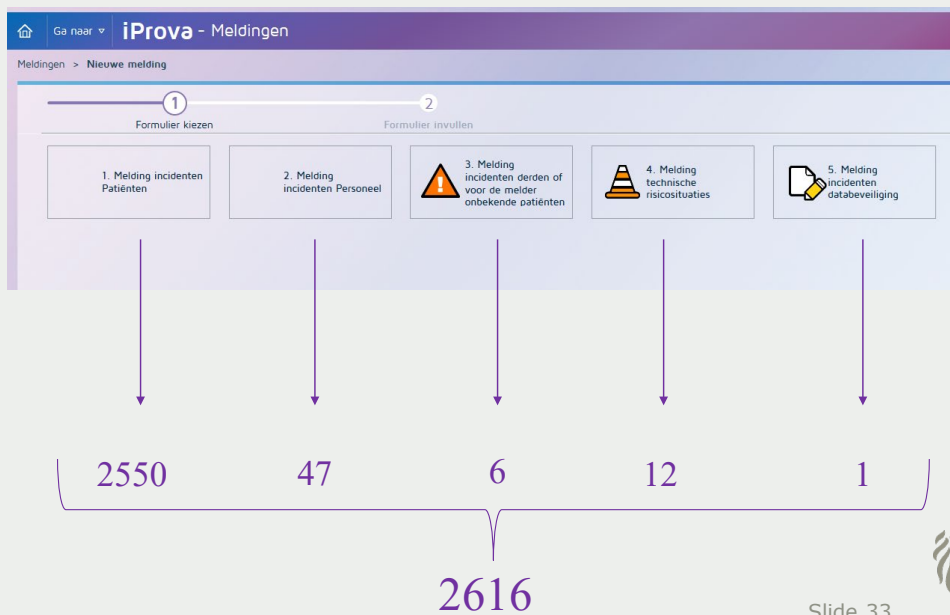 Ga naar iProva - Meldingen
Meldingen > Nieuwe melding
1
2
Formulier kiezen
Formulier invullen
1. Melding incidenten
Patiënten
2. Melding
incidenten Personeel
3. Melding
incidenten derden of
voor de melder
onbekende patiënten
4. Melding
technische
risicosituaties
5. Melding
incidenten
databeveiliging
2550
47
6
12
1
2616
Slide 33